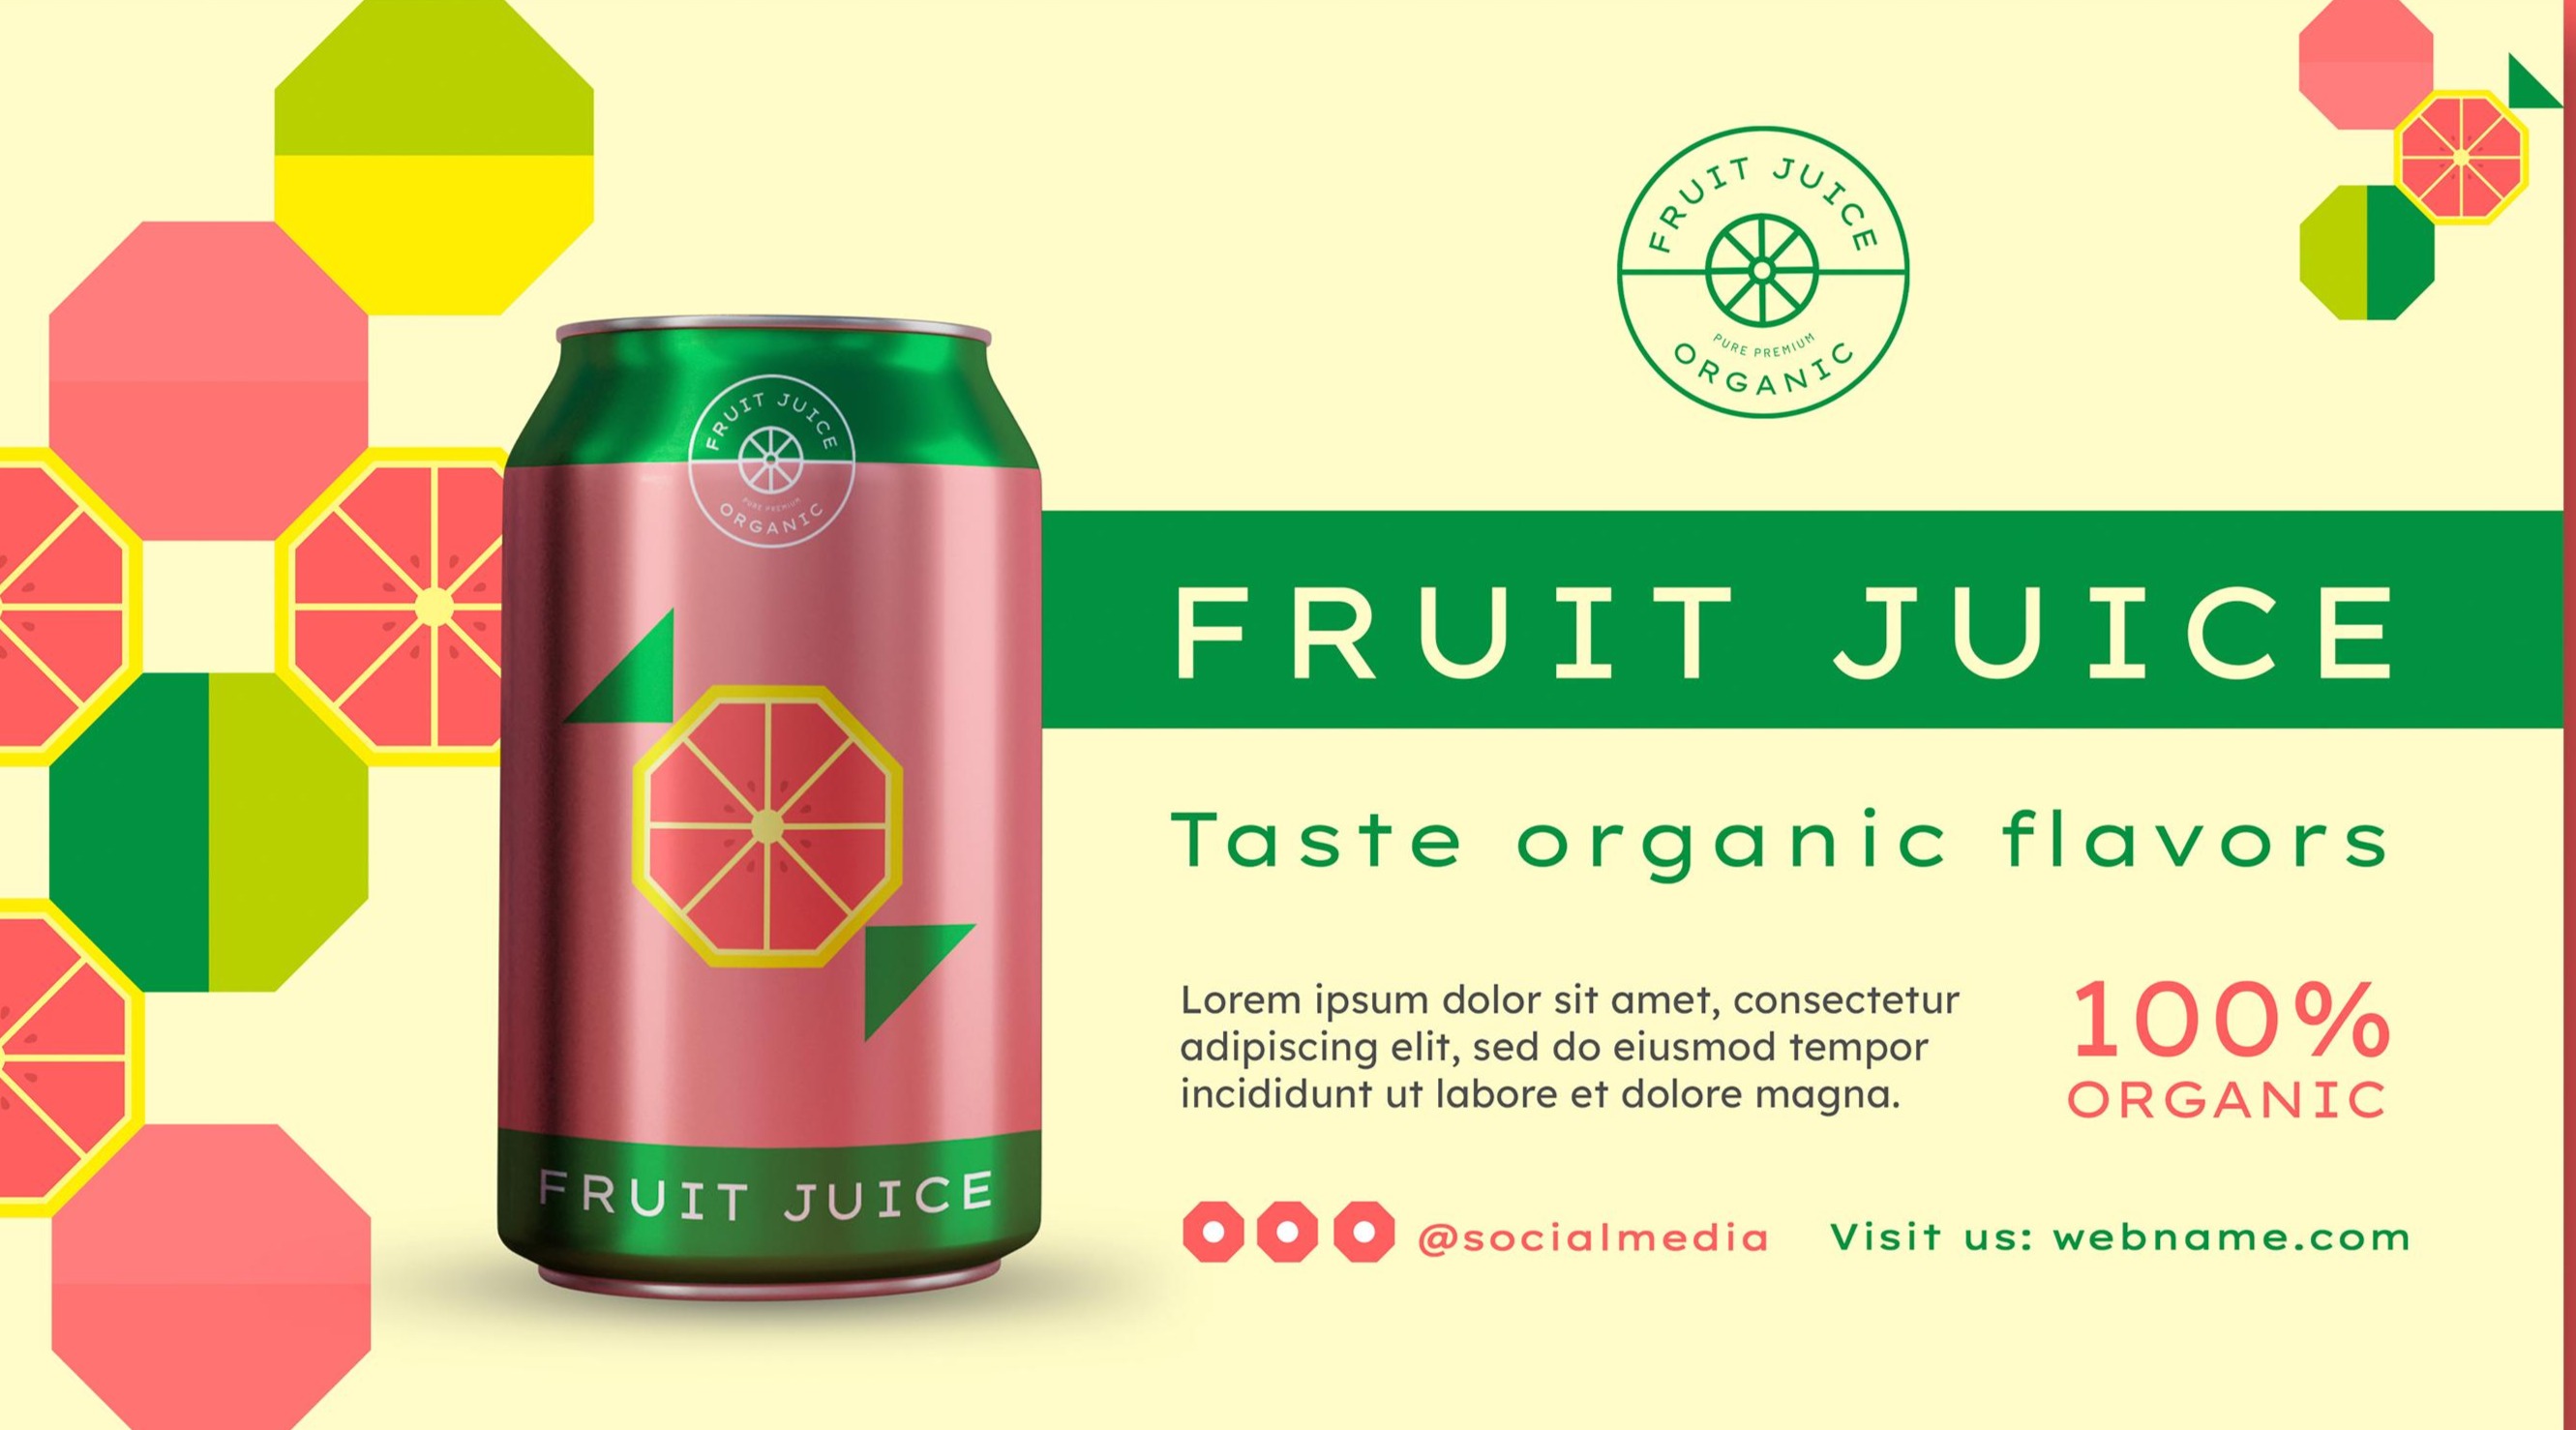 FRUIT JUICE
PURE PREMIUM
ORGANIC
FRUIT JUICE
PURE PREMIUM
ORGANIC
FRUIT JUICE
FRUIT JUICE
Taste organic flavors
Lorem ipsum dolor sit amet, consectetur
adipiscing elit, sed do eiusmod tempor
incididunt ut labore et dolore magna.
100%
ORGANIC
@socialmedia Visit us: webname.com